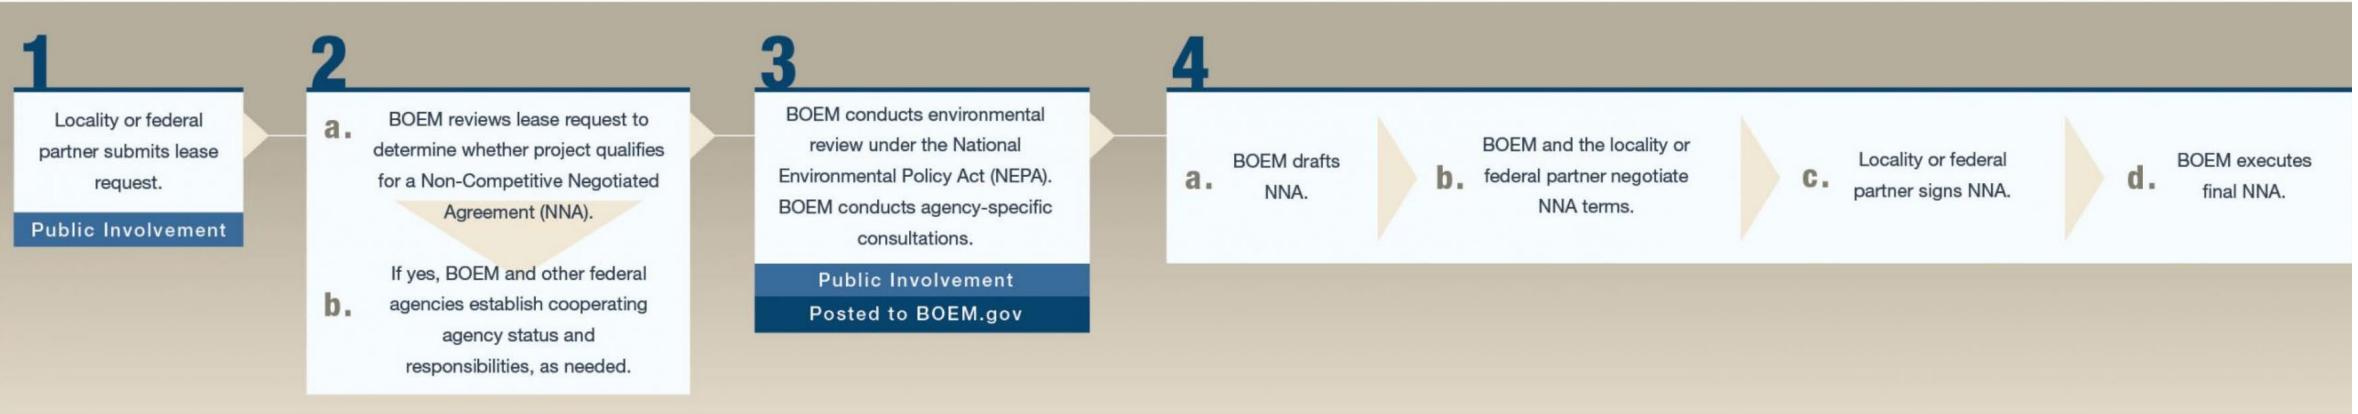 1
Locality or federal
partner submits lease
request.
Public Involvement
2
a.
BOEM reviews lease request to
determine whether project qualifies
for a Non-Competitive Negotiated
Agreement (NNA).
b.
If yes, BOEM and other federal
agencies establish cooperating
agency status and
responsibilities, as needed.
3
BOEM conducts environmental
review under the National
Environmental Policy Act (NEPA).
BOEM conducts agency-specific
consultations.
Public Involvement
Posted to BOEM.gov
4
a.
BOEM drafts
NNA.
b.
BOEM and the locality or
federal partner negotiate
NNA terms.
c.
Locality or federal
partner signs NNA.
d.
BOEM executes
final NNA.